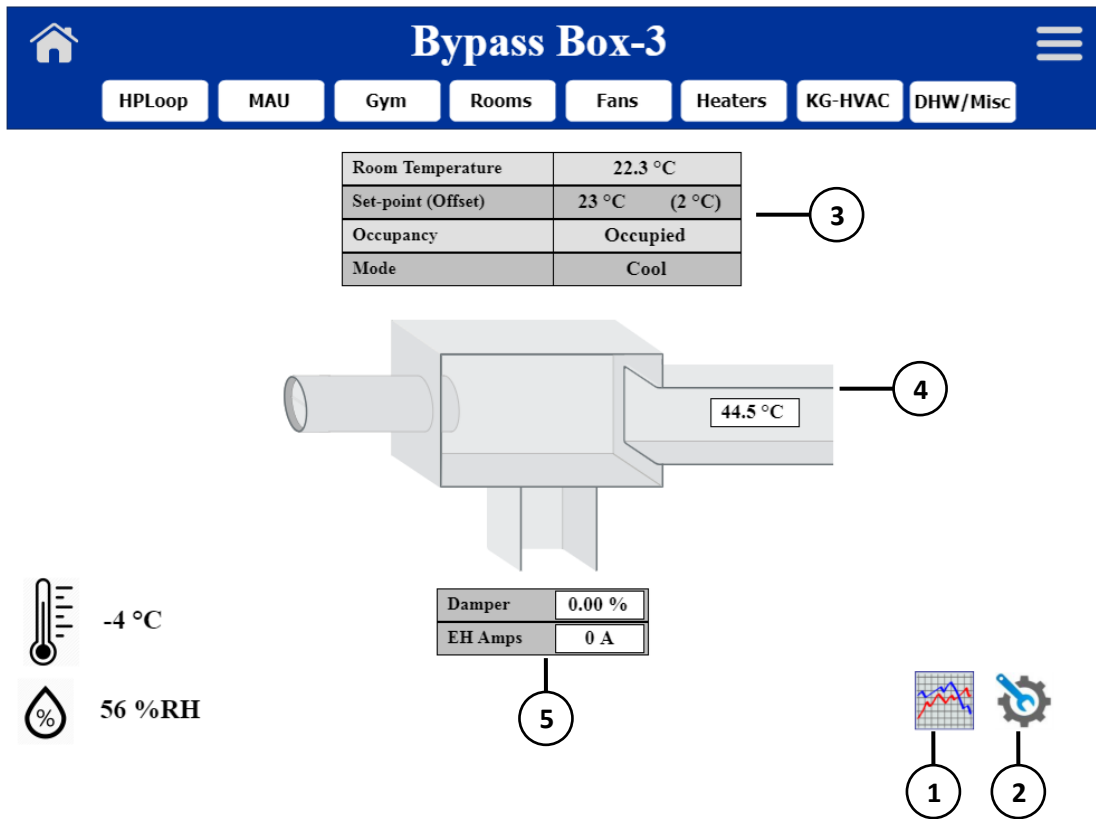 Bypass Box-3
HPLoop MAU Gym Rooms Fans Heaters KG-HVAC DHW/Misc
Room Temperature 22.3 °C
Set-point (Offset) 23 °C (2 °C)
3
Occupancy Occupied
Mode Cool
4
44.5 °C
Damper 0.00 %
-4 °C
EH Amps 0 A
56 %RH
%
5
1 2